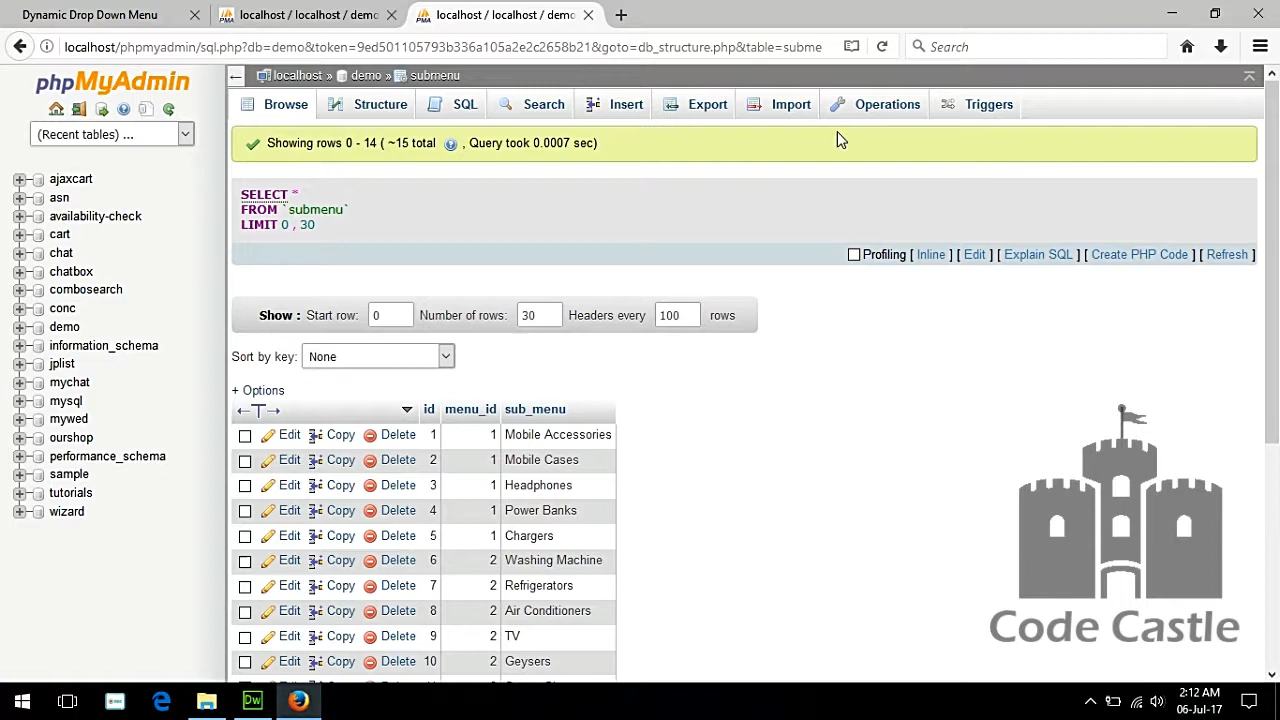 Dynamic Drop Down Menu
localhost / localhost / demo
localhost / localhost / demo...
localhost/phpmyadmin/sql.php?db=demo&token=9ed501105793b336a105a2e2c2653b21&goto=db_structure.php&table=subme
Search
phpMyAdmin
(Recent tables) ...
ajaxcart
asn
availability-check
cart
chat
chatbox
combosearch
conc
demo
information_schema
jplist
mychat
mysql
mywed
ourshop
performance_schema
sample
tutorials
wizard
localhost » demo » submenu
Browse Structure SQL Search Insert Export Import Operations Triggers
Showing rows 0 - 14 ( ~15 total , Query took 0.0007 sec)
SELECT *
FROM `submenu`
LIMIT 0 , 30
Profiling [ Inline ] [ Edit ] [ Explain SQL ] [ Create PHP Code ] [ Refresh ]
Show : Start row: 0 Number of rows: 30 Headers every 100 rows
Sort by key: None
+ Options
←T→ id menu_id sub_menu
Edit Copy Delete 1 1 Mobile Accessories
Edit Copy Delete 2 1 Mobile Cases
Edit Copy Delete 3 1 Headphones
Edit Copy Delete 4 1 Power Banks
Edit Copy Delete 5 1 Chargers
Edit Copy Delete 6 2 Washing Machine
Edit Copy Delete 7 2 Refrigerators
Edit Copy Delete 8 2 Air Conditioners
Edit Copy Delete 9 2 TV
Edit Copy Delete 10 2 Geysers
Code Castle
Dw
2:12 AM
06-Jul-17